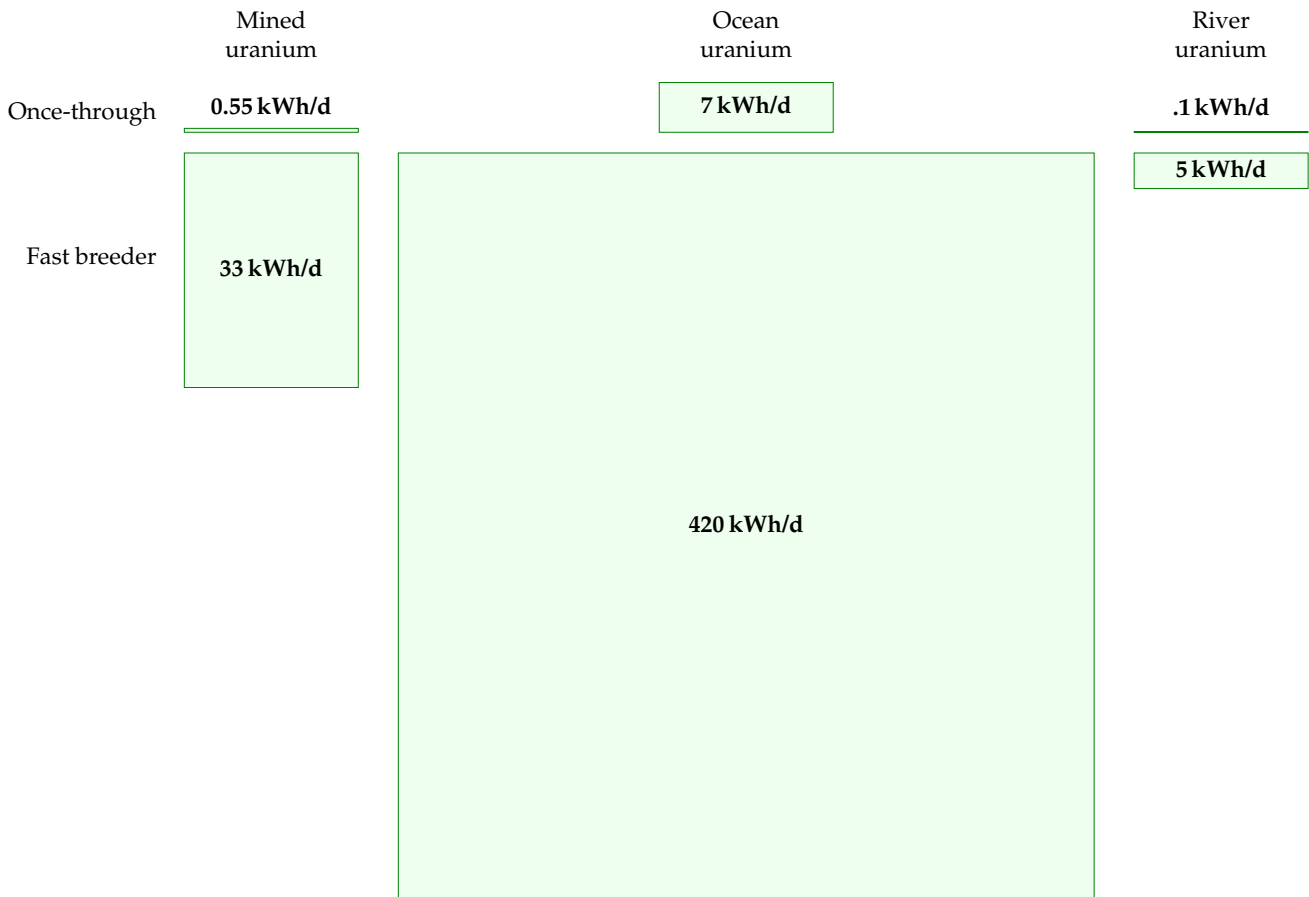 Mined
uranium
Ocean
uranium
River
uranium
Once-through
0.55 kWh/d
7 kWh/d
.1 kWh/d
Fast breeder
33 kWh/d
420 kWh/d
5 kWh/d